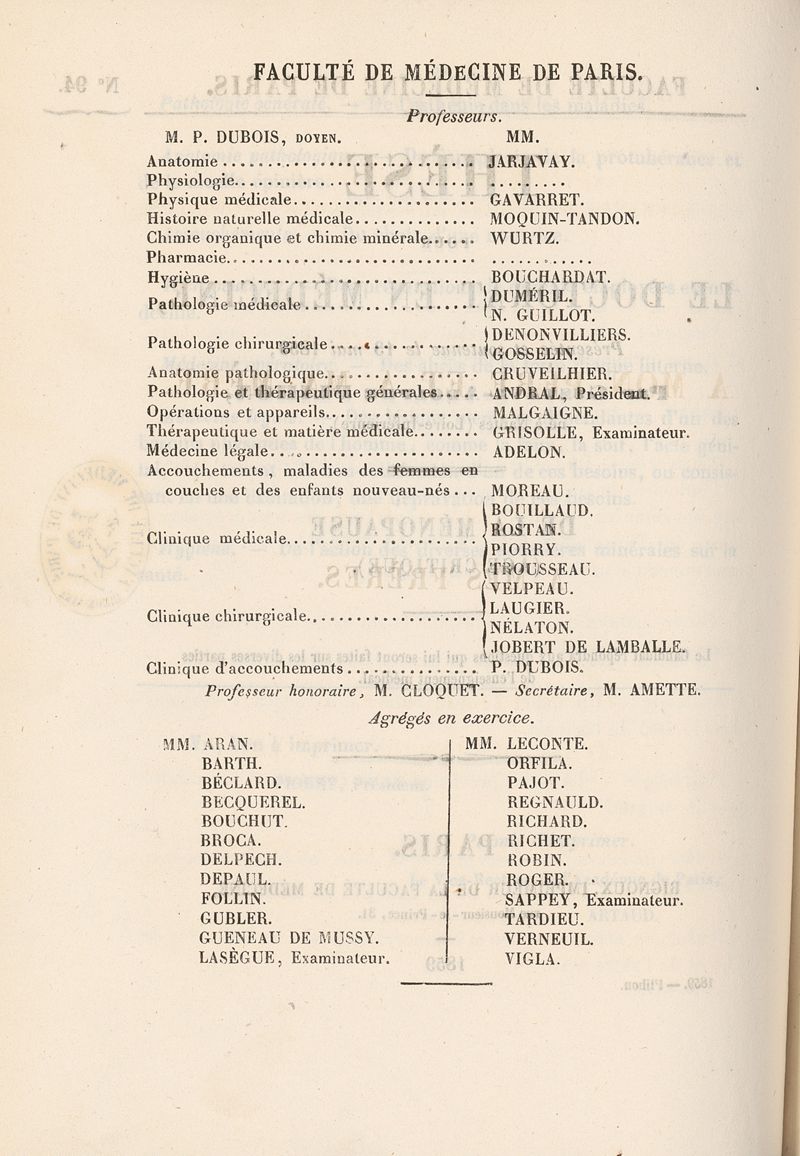 FACULTÉ DE MÉDECINE DE PARIS.
Professeurs.
M. P. DUBOIS, DOYEN. MM.
Anatomie ............................ JARJAVAY.
Physiologie............................ .........
Physique médicale..................... GAVARRET.
Histoire naturelle médicale.............. MOQUIN-TANDON.
Chimie organique et chimie minérale...... WURTZ.
Pharmacie............................. ............
Hygiène .............................. BOUCHARDAT.
Pathologie médicale .................... { DUMÉRIL.
N. GUILLOT.
Pathologie chirurgicale ................. { DENONVILLIERS.
GOSSELIN.
Anatomie pathologique.................. CRUVEILHIER.
Pathologie et thérapeutique générales..... ANDRAL, Président.
Opérations et appareils.................. MALGAIGNE.
Thérapeutique et matière médicale........ GRISOLLE, Examinateur.
Médecine légale........................ ADELON.
Accouchements, maladies des femmes en
couches et des enfants nouveau-nés ... MOREAU.
Clinique médicale...................... { BOUILLAUD.
ROSTAN.
PIORRY.
TROUSSEAU.
Clinique chirurgicale.................... { VELPEAU.
LAUGIER.
NÉLATON.
JOBERT DE LAMBALLE.
Clinique d'accouchements ............... P. DUBOIS.
Professeur honoraire, M. CLOQUET. — Secrétaire, M. AMETTE.
Agrégés en exercice.
MM. ARAN.
BARTH.
BÉCLARD.
BECQUEREL.
BOUCHUT.
BROCA.
DELPECH.
DEPAUL.
FOLLIN.
GUBLER.
GUENEAU DE MUSSY.
LASÈGUE, Examinateur.
MM. LECONTE.
ORFILA.
PAJOT.
REGNAULD.
RICHARD.
RICHET.
ROBIN.
ROGER.
SAPPEY, Examinateur.
TARDIEU.
VERNEUIL.
VIGLA.